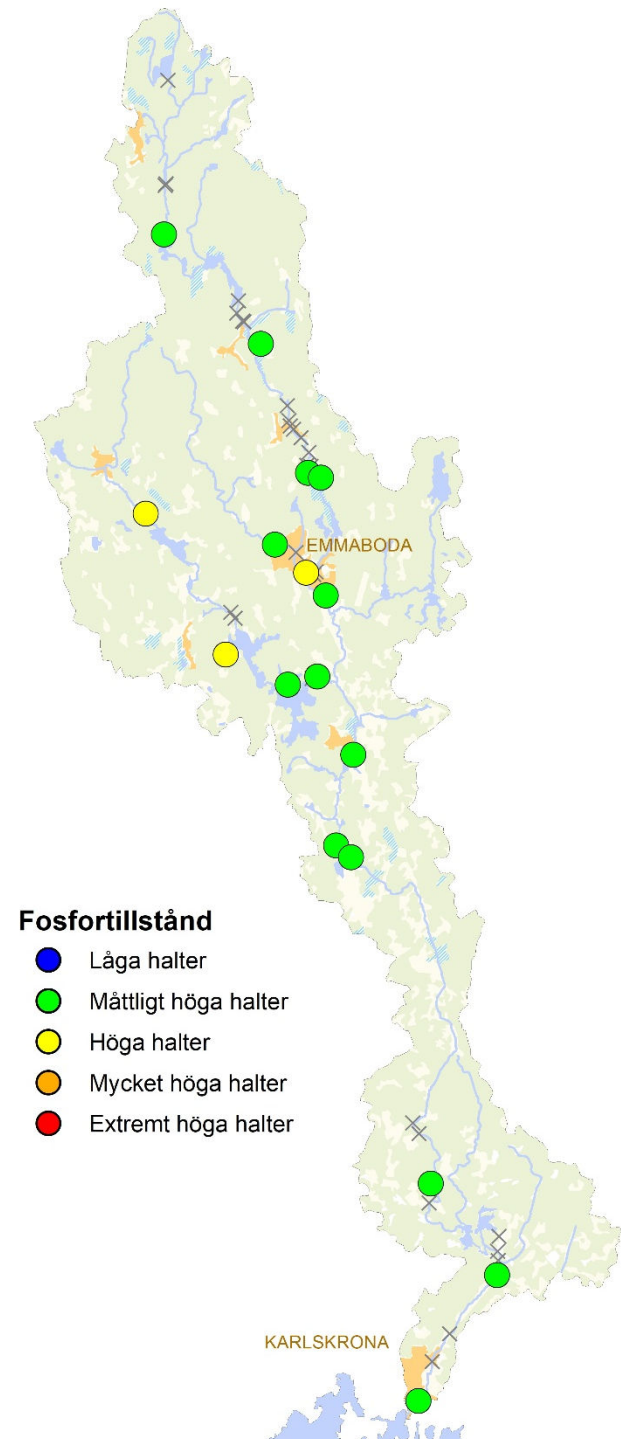 EMMABODA
Fosfortillstånd
Låga halter
Måttligt höga halter
Höga halter
Mycket höga halter
Extremt höga halter
KARLSKRONA